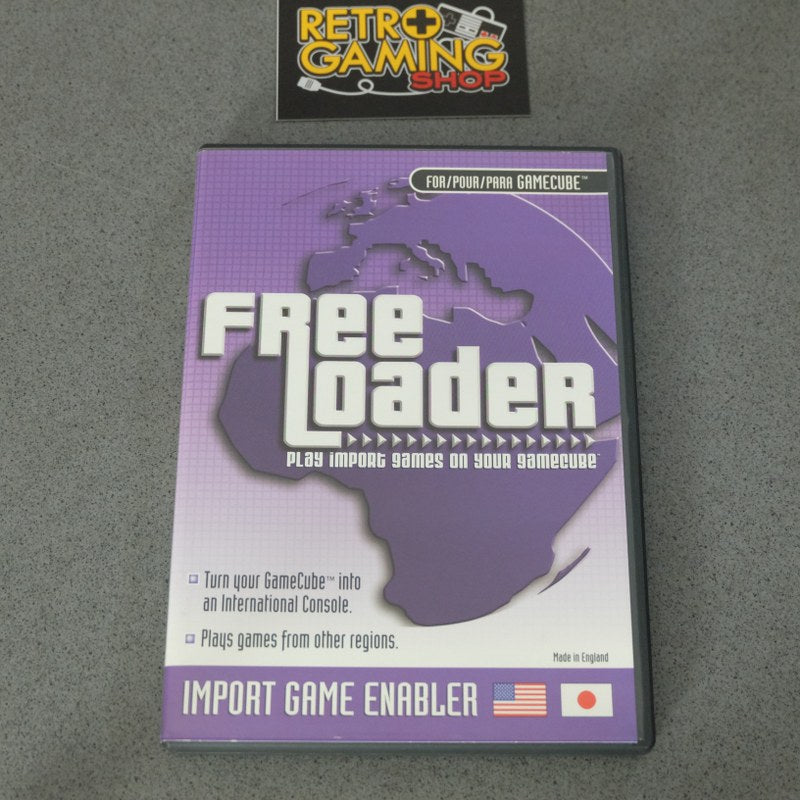 RETRO
GAMING
SHOP
FOR/POUR/PARA GAMECUBE™
FREE
LOADER
PLAY IMPORT GAMES ON YOUR GAMECUBE™
Turn your GameCube™ into
an International Console.
Plays games from other regions.
Made in England
IMPORT GAME ENABLER